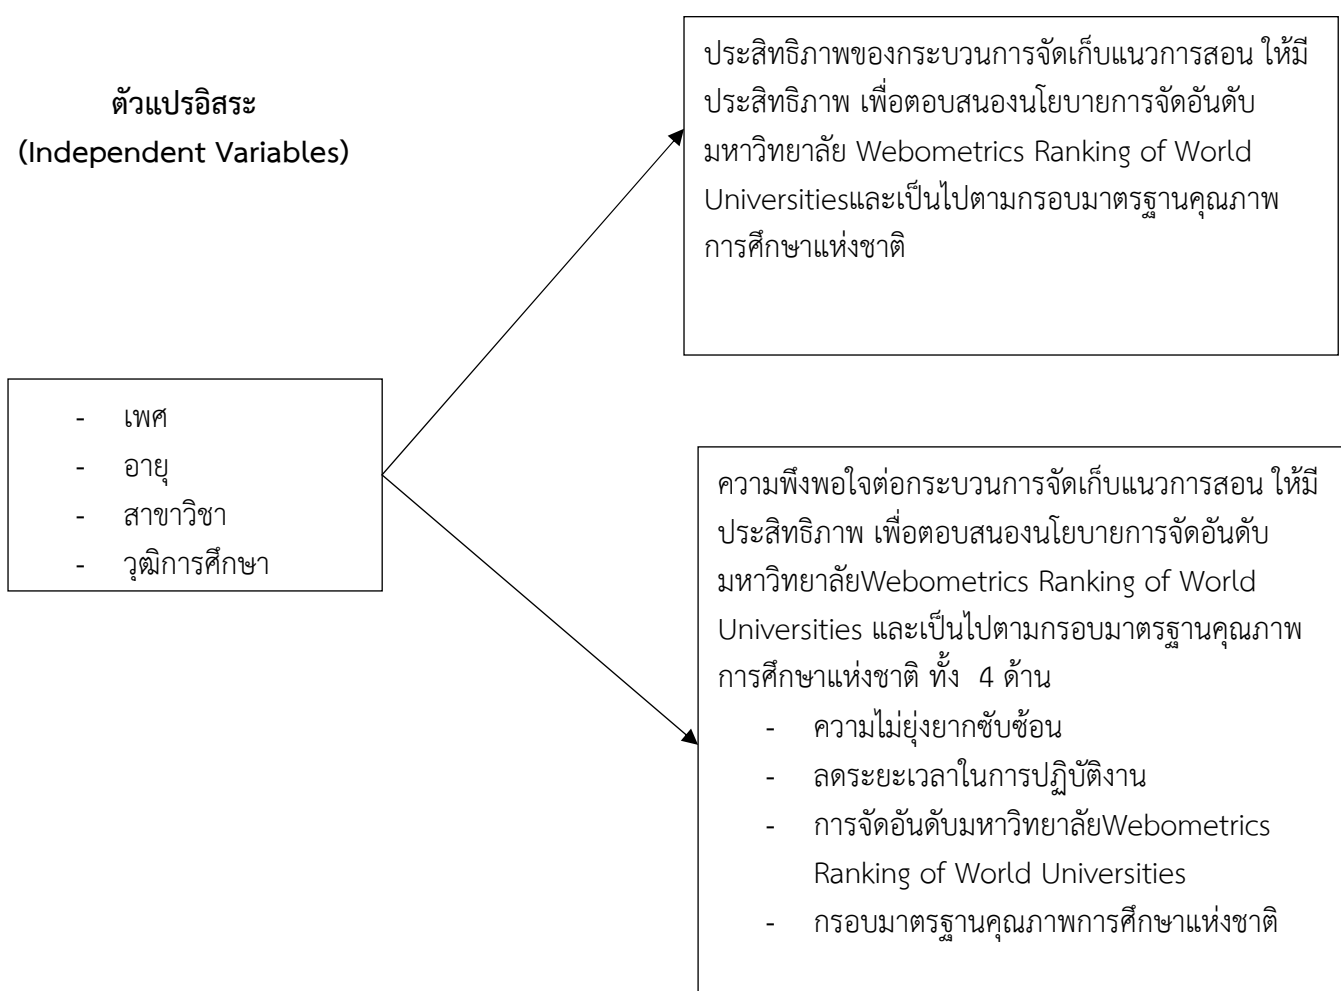 ตัวแปรอิสระ
(Independent Variables)
- เพศ
- อายุ
- สาขาวิชา
- วุฒิการศึกษา
ประสิทธิภาพของกระบวนการจัดเก็บแนวการสอน ให้มี
ประสิทธิภาพ เพื่อตอบสนองนโยบายการจัดอันดับ
มหาวิทยาลัย Webometrics Ranking of World
Universitiesและเป็นไปตามกรอบมาตรฐานคุณภาพ
การศึกษาแห่งชาติ
ความพึงพอใจต่อกระบวนการจัดเก็บแนวการสอน ให้มี
ประสิทธิภาพ เพื่อตอบสนองนโยบายการจัดอันดับ
มหาวิทยาลัยWebometrics Ranking of World
Universities และเป็นไปตามกรอบมาตรฐานคุณภาพ
การศึกษาแห่งชาติ ทั้ง 4 ด้าน
- ความไม่ยุ่งยากซับซ้อน
- ลดระยะเวลาในการปฏิบัติงาน
- การจัดอันดับมหาวิทยาลัยWebometrics
Ranking of World Universities
- กรอบมาตรฐานคุณภาพการศึกษาแห่งชาติ